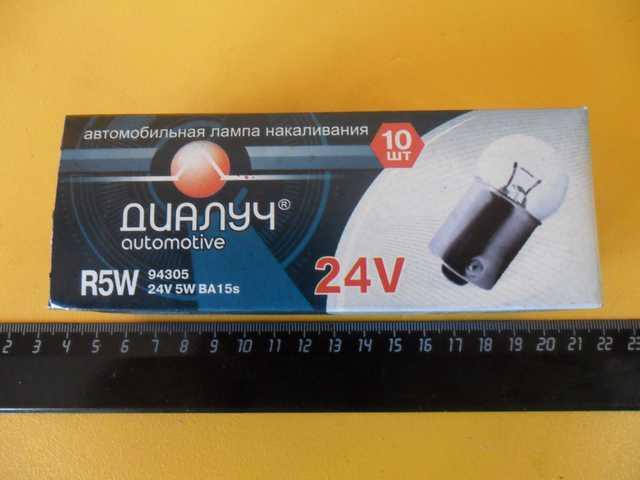 автомобильная лампа накаливания
10
шт
ДИАЛУЧ®
automotive
R5W
94305
24V 5W BA15s
24V
2 3 4 5 6 7 8 9 10 11 12 13 14 15 16 17 18 19 20 21 22 23